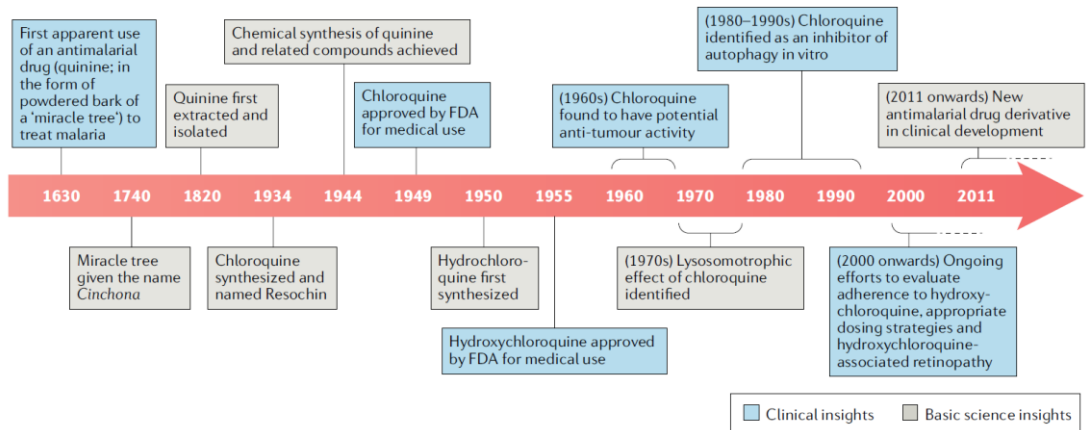 First apparent use
of an antimalarial
drug (quinine; in
the form of
powdered bark of
a 'miracle tree') to
treat malaria
Quinine first
extracted and
isolated
Chemical synthesis of quinine
and related compounds achieved
Chloroquine
approved by FDA
for medical use
(1960s) Chloroquine
found to have potential
anti-tumour activity
(1980–1990s) Chloroquine
identified as an inhibitor of
autophagy in vitro
(2011 onwards) New
antimalarial drug derivative
in clinical development
1630 1740 1820 1934 1944 1949 1950 1955 1960 1970 1980 1990 2000 2011
Miracle tree
given the name
Cinchona
Chloroquine
synthesized and
named Resochin
Hydrochloro-
quine first
synthesized
Hydroxychloroquine approved
by FDA for medical use
(1970s) Lysosomotrophic
effect of chloroquine
identified
(2000 onwards) Ongoing
efforts to evaluate
adherence to hydroxy-
chloroquine, appropriate
dosing strategies and
hydroxychloroquine-
associated retinopathy
Clinical insights
Basic science insights